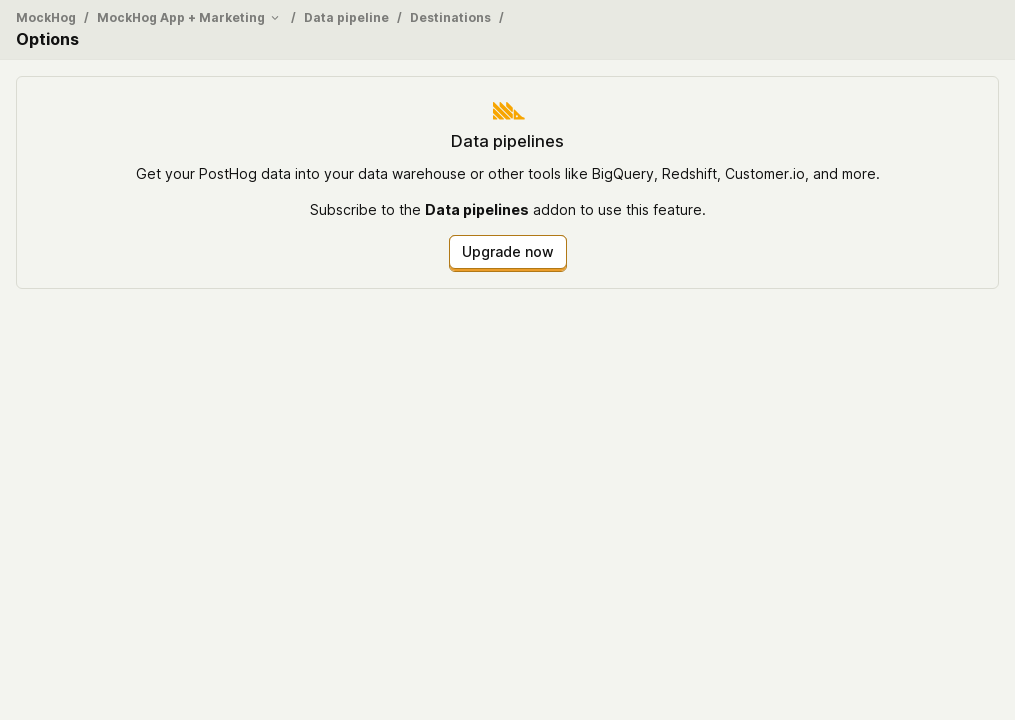 MockHog / MockHog App + Marketing / Data pipeline / Destinations /
Options
Data pipelines
Get your PostHog data into your data warehouse or other tools like BigQuery, Redshift, Customer.io, and more.
Subscribe to the Data pipelines addon to use this feature.
Upgrade now